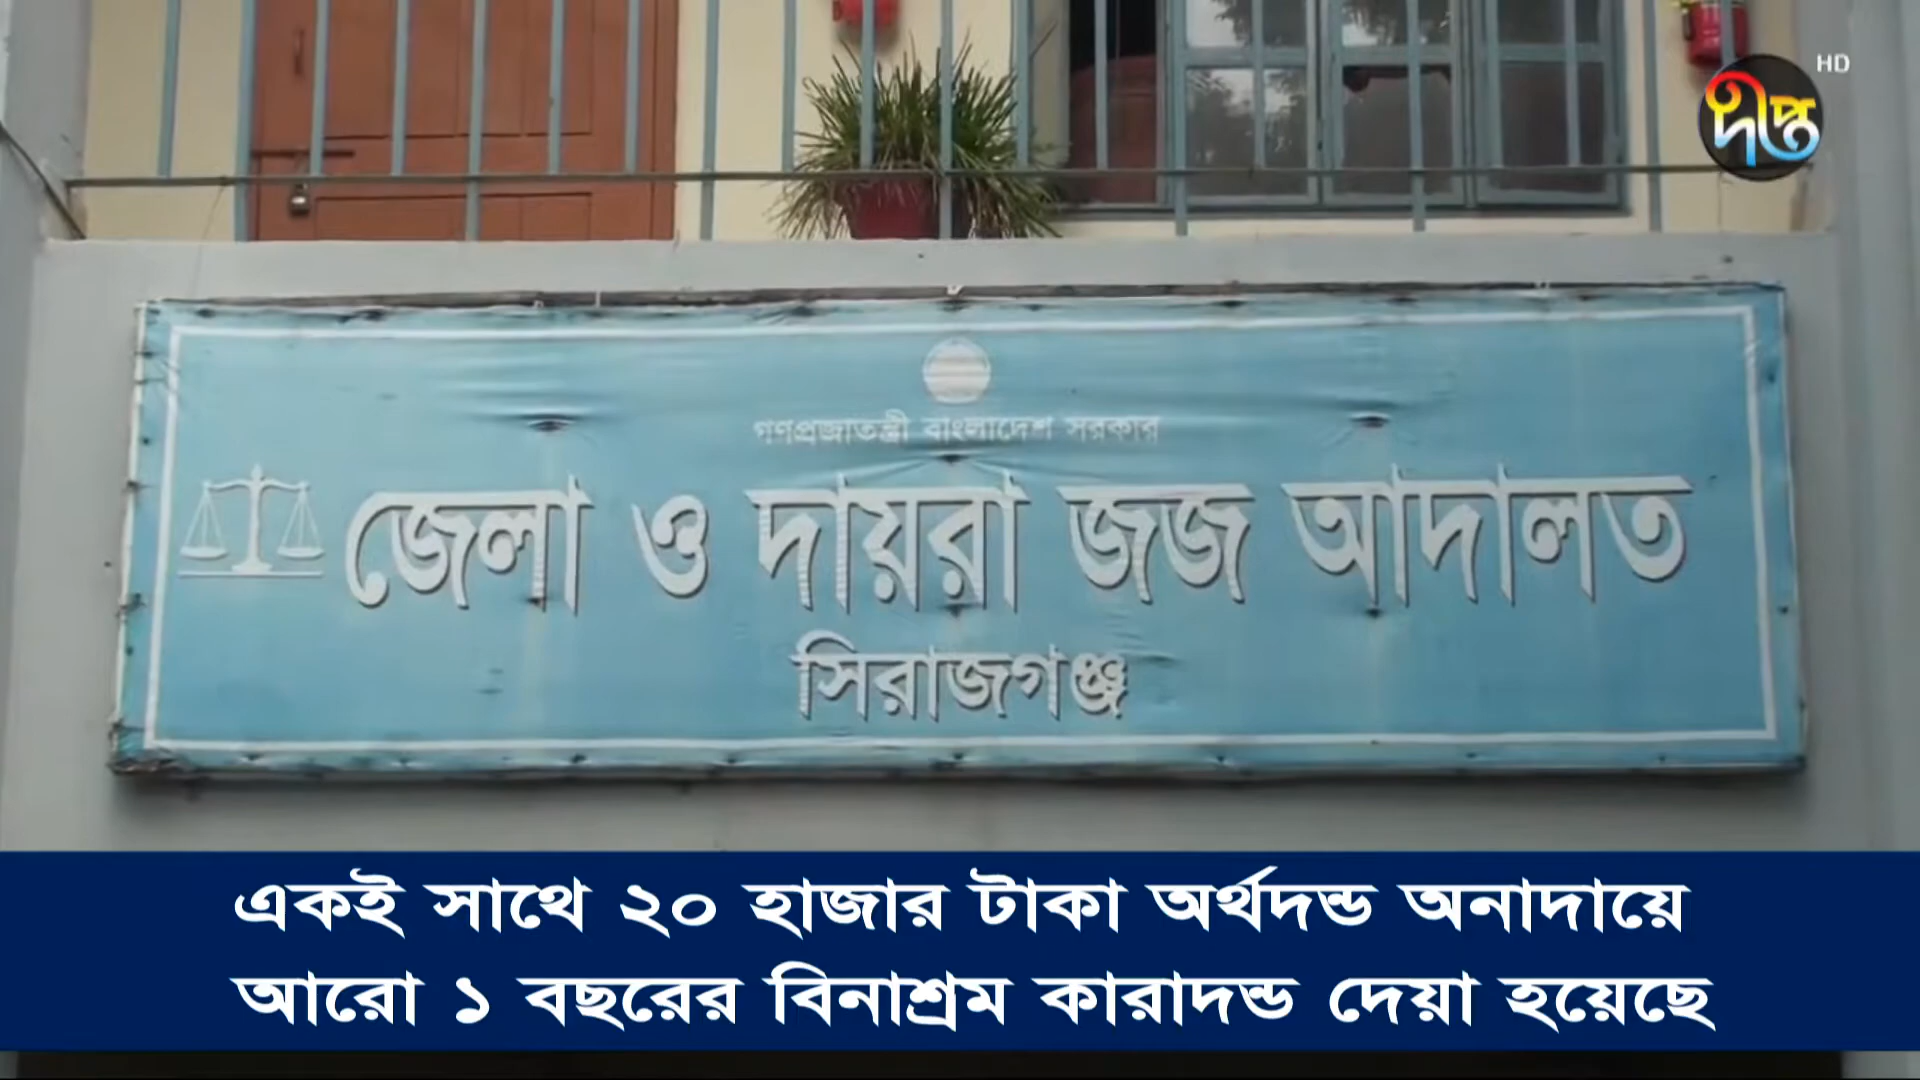 HD
দীপ্ত
গণপ্রজাতন্ত্রী বাংলাদেশ সরকার
জেলা ও দায়রা জজ আদালত
সিরাজগঞ্জ
একই সাথে ২০ হাজার টাকা অর্থদন্ড অনাদায়ে
আরো ১ বছরের বিনাশ্রম কারাদন্ড দেয়া হয়েছে